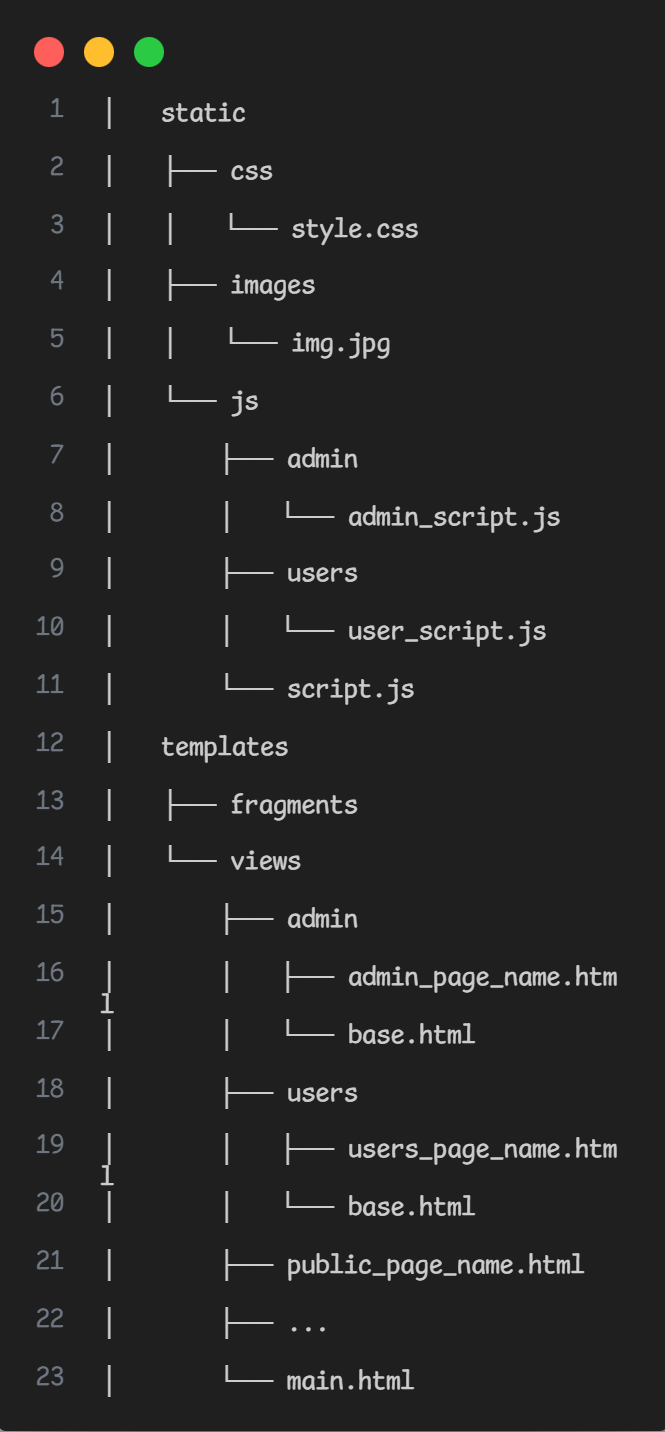 1 │   static
2 │   ├── css
3 │   │   └── style.css
4 │   ├── images
5 │   │   └── img.jpg
6 │   └── js
7 │       ├── admin
8 │       │   └── admin_script.js
9 │       ├── users
10 │       │   └── user_script.js
11 │       └── script.js
12 │   templates
13 │   ├── fragments
14 │   └── views
15 │       ├── admin
16 │       │   ├── admin_page_name.htm
l
17 │       │   └── base.html
18 │       ├── users
19 │       │   ├── users_page_name.htm
l
20 │       │   └── base.html
21 │       ├── public_page_name.html
22 │       ├── ...
23 │       └── main.html